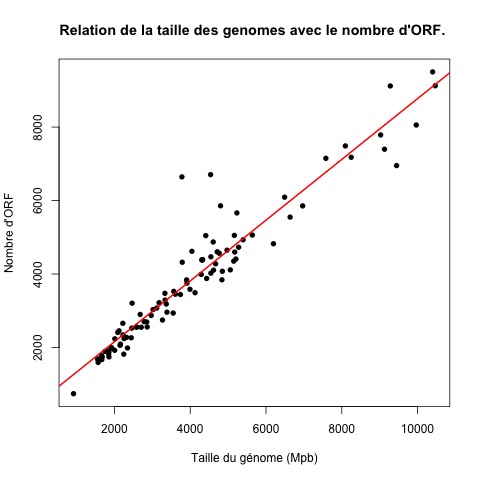 Relation de la taille des genomes avec le nombre d'ORF.
Nombre d'ORF
8000
6000
4000
2000
2000 4000 6000 8000 10000
Taille du génome (Mpb)